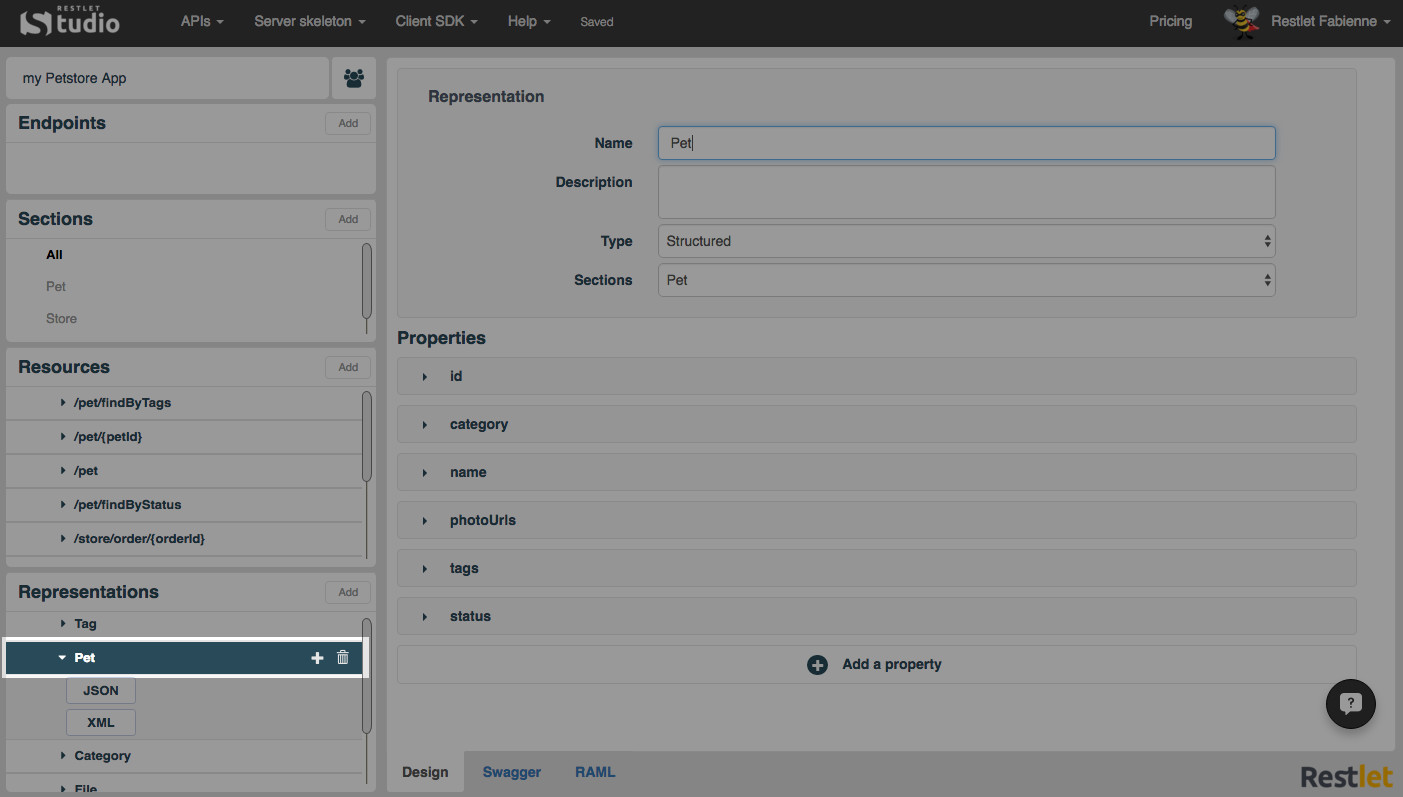 RESTLET
Studio
APIs
Server skeleton
Client SDK
Help
Saved
Pricing
Restlet Fabienne
my Petstore App
Endpoints
Add
Sections
Add
All
Pet
Store
Resources
Add
/pet/findByTags
/pet/{petId}
/pet
/pet/findByStatus
/store/order/{orderId}
Representations
Add
Tag
Pet
JSON
XML
Category
File
Representation
Name
Pet
Description
Type
Structured
Sections
Pet
Properties
id
category
name
photoUrls
tags
status
Add a property
?
Design
Swagger
RAML
Restlet